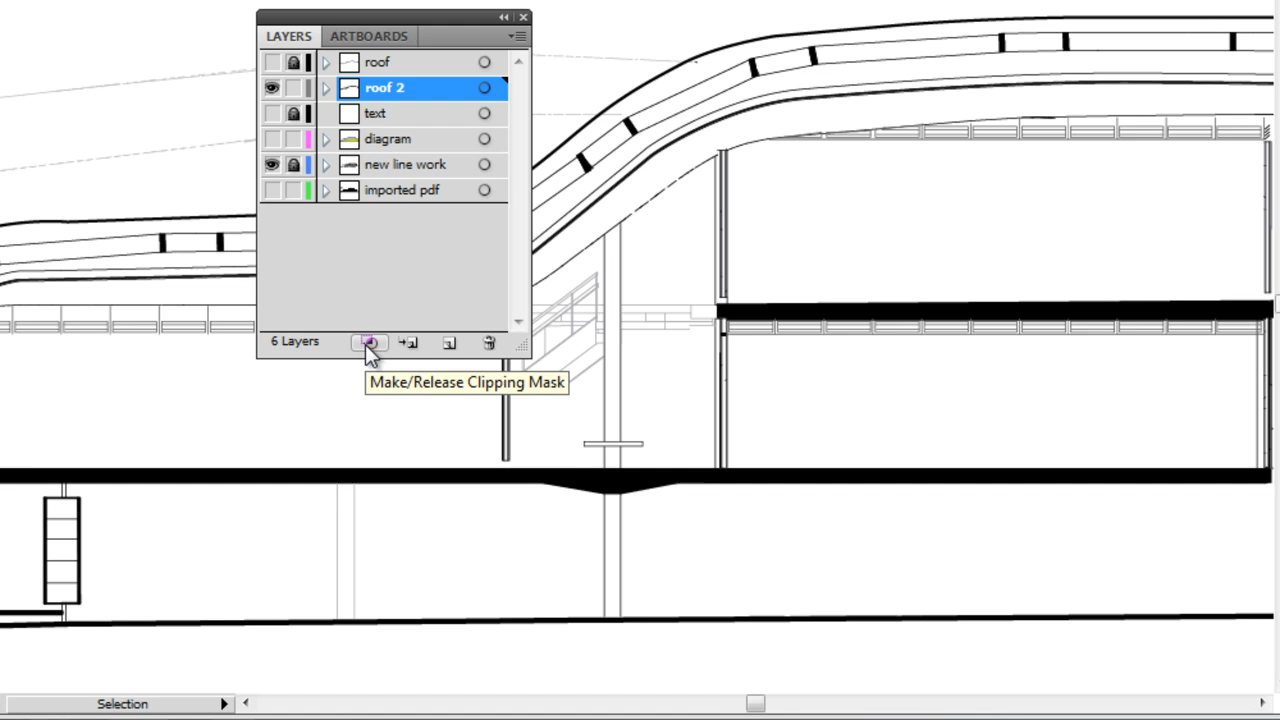 LAYERS ARTBOARDS
roof
roof 2
text
diagram
new line work
imported pdf
6 Layers
Make/Release Clipping Mask
Selection